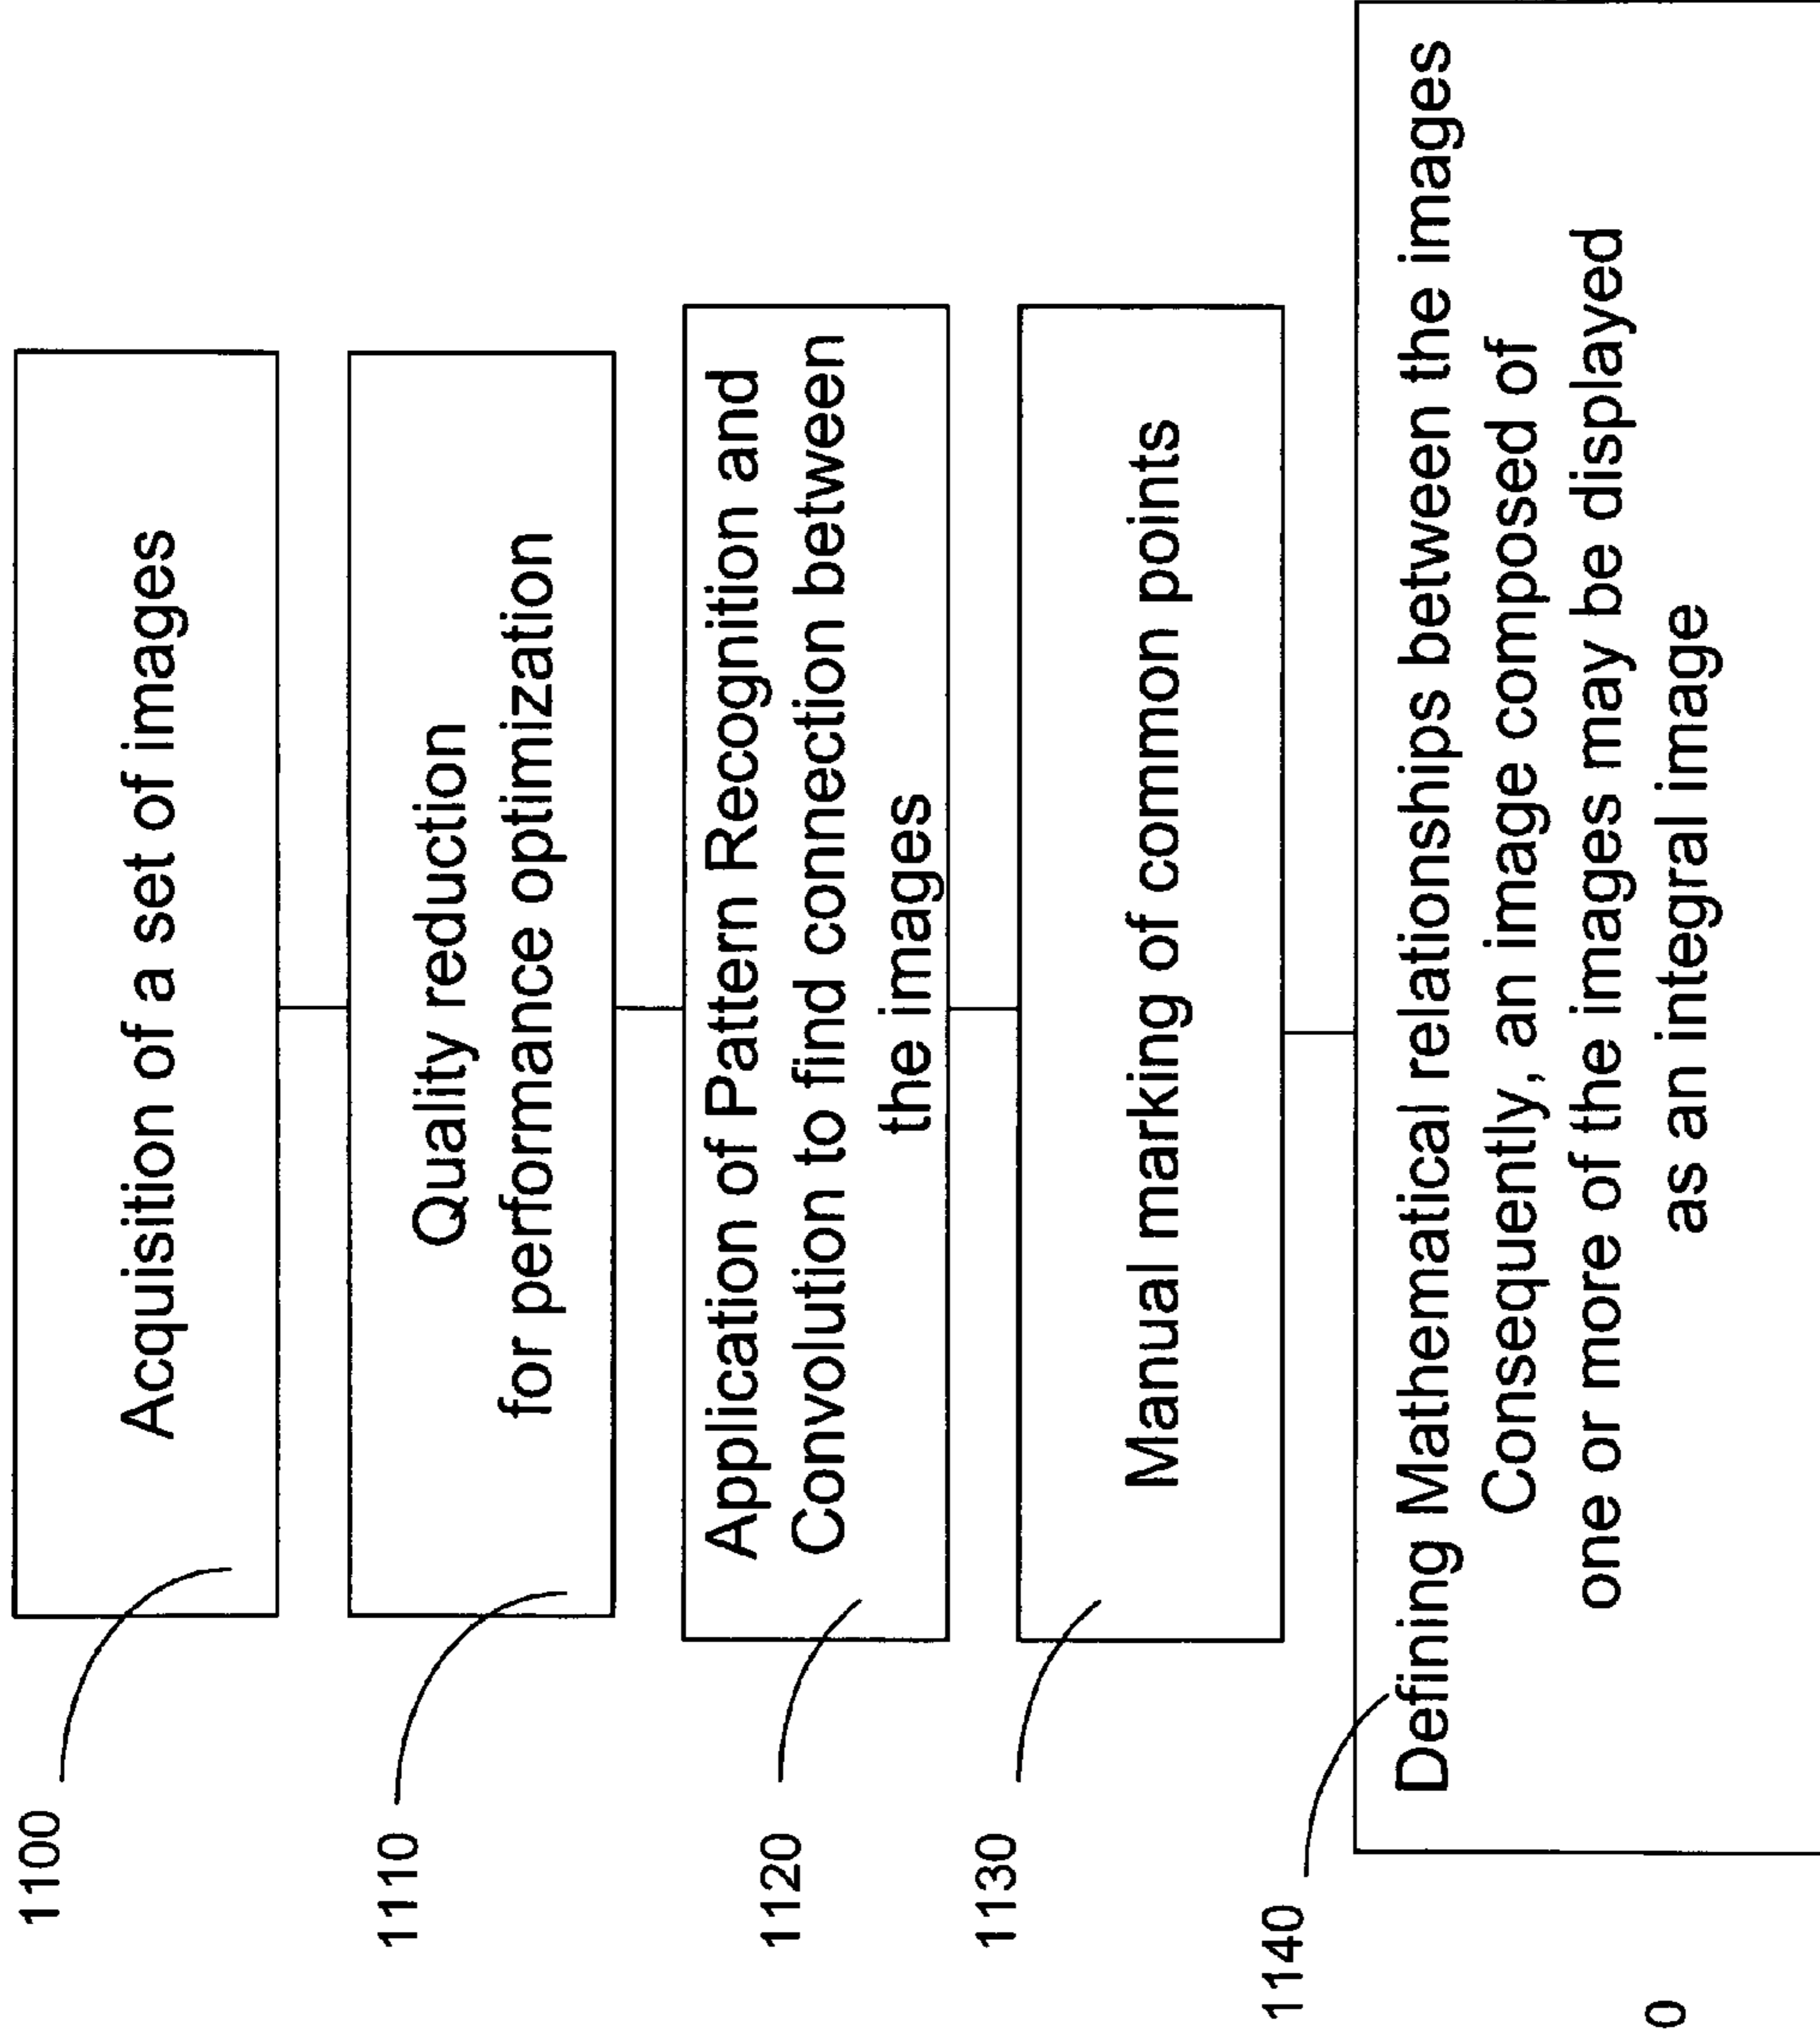 1100
Acquisition of a set of images
1110
Quality reduction
for performance optimization
1120
Application of Pattern Recognition and
Convolution to find connection between
the images
1130
Manual marking of common points
1140
Defining Mathematical relationships between the images
Consequently, an image composed of
one or more of the images may be displayed
as an integral image
0